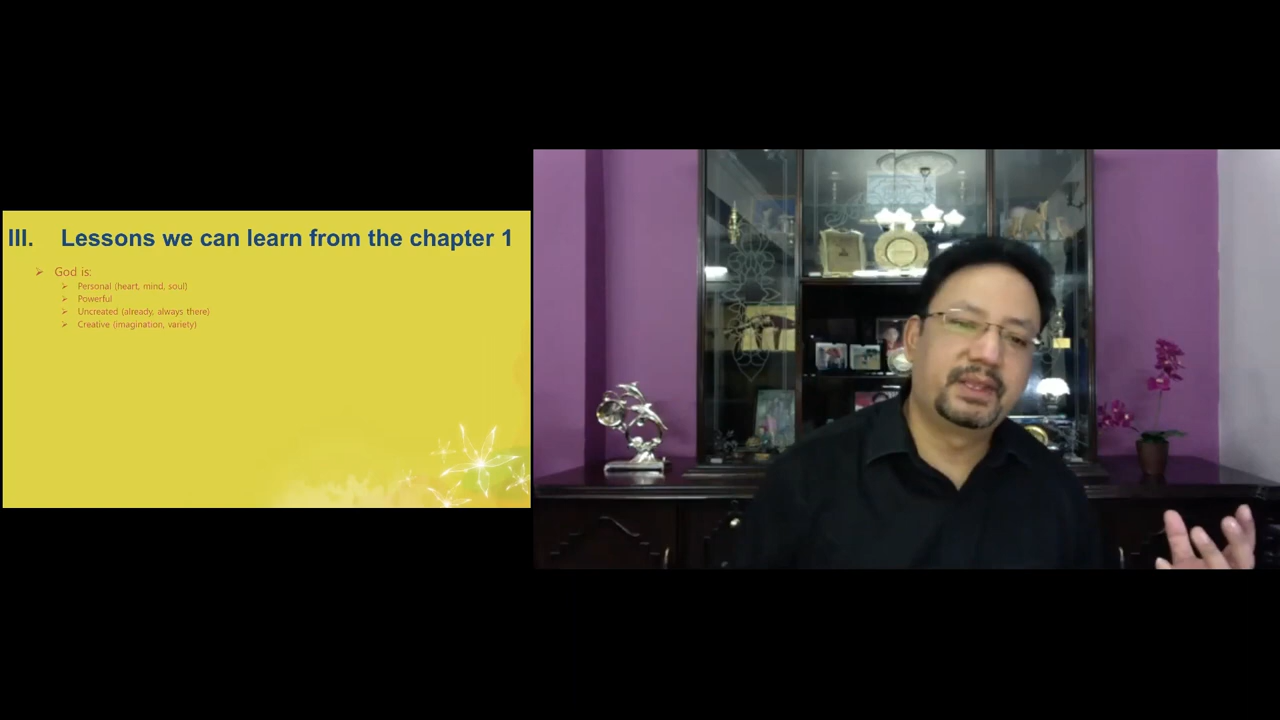 III. Lessons we can learn from the chapter 1
God is:
Personal (heart, mind, soul)
Powerful
Uncreated (already, always there)
Creative (imagination, variety)